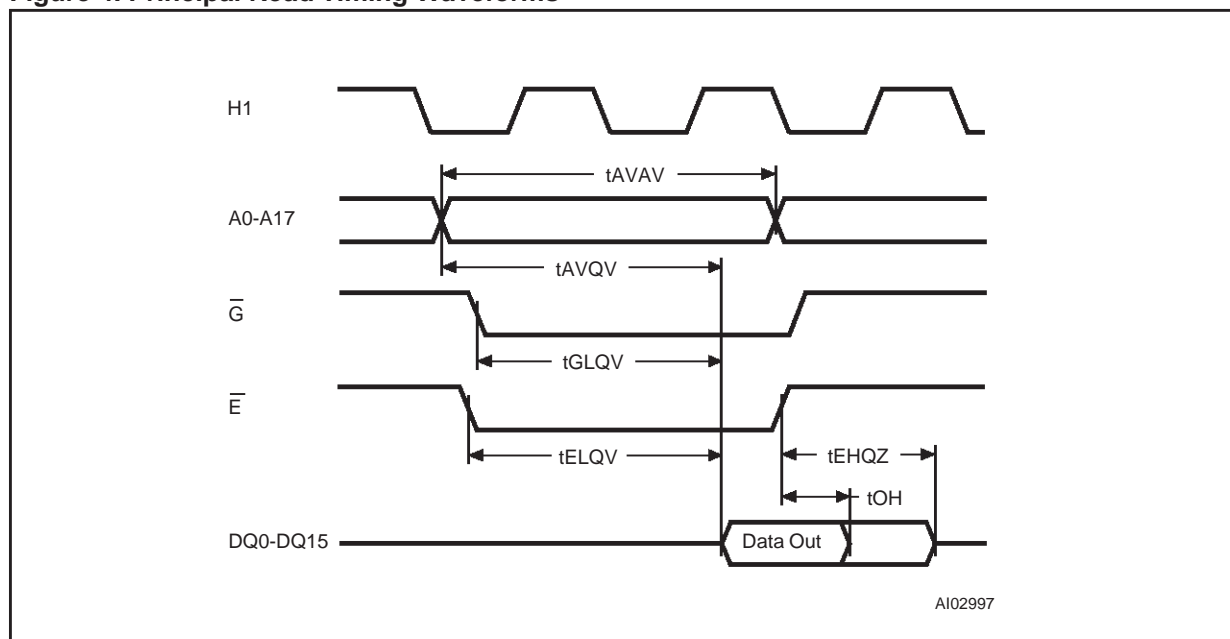 H1
tAVAV
A0-A17
tAVQV
G
tGLQV
E
tELQV
tEHQZ
tOH
DQ0-DQ15
Data Out
AI02997